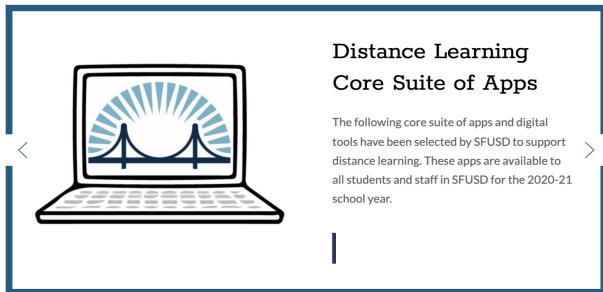 Distance Learning
Core Suite of Apps
The following core suite of apps and digital
tools have been selected by SFUSD to support
distance learning. These apps are available to
all students and staff in SFUSD for the 2020-21
school year.